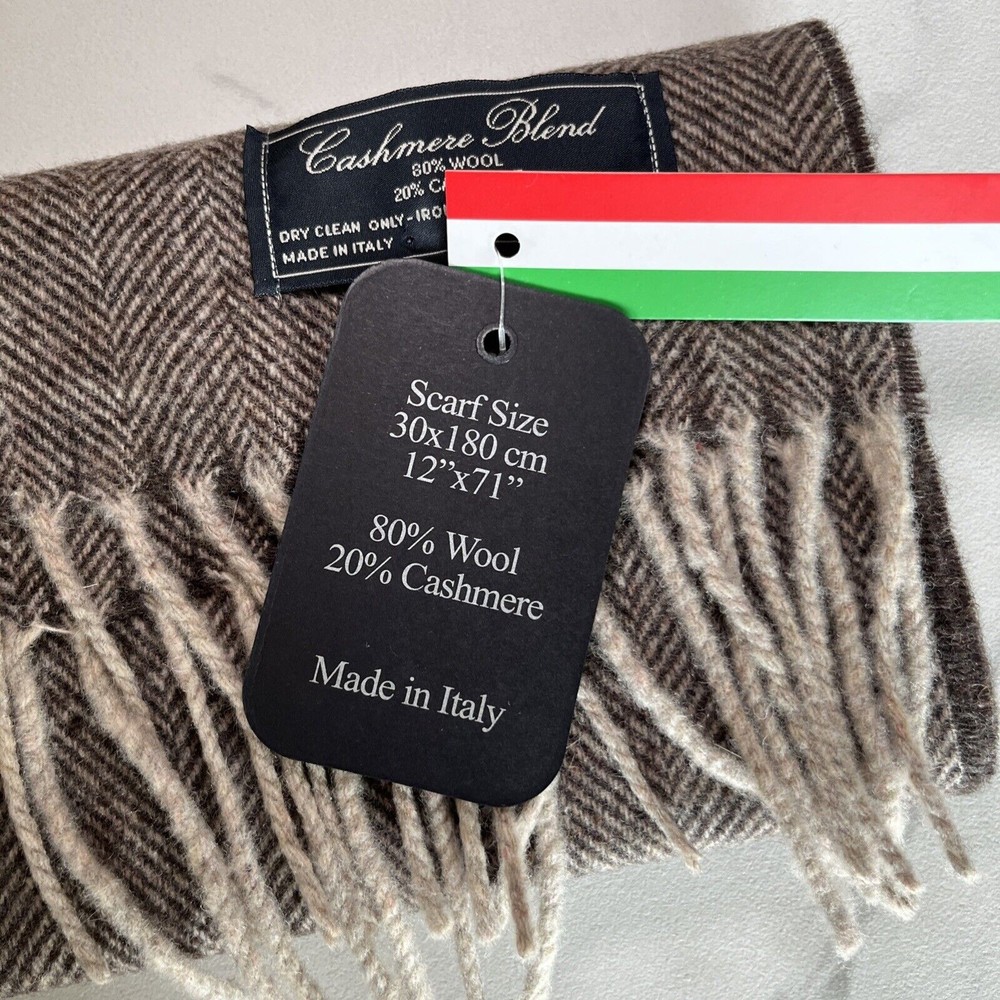 Cashmere Blend
80% WOOL
20%
DRY CLEAN ONLY-
MADE IN ITALY
Scarf Size
30x180 cm
12”x71”
80% Wool
20% Cashmere
Made in Italy